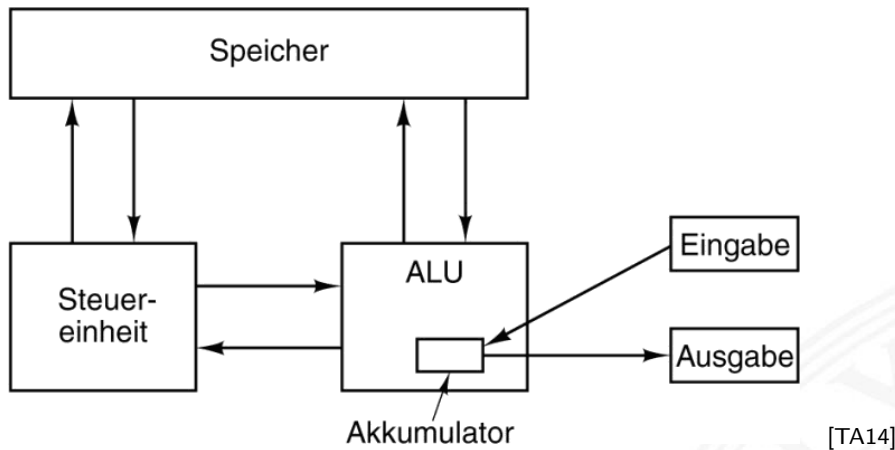 Speicher
Steuer-
einheit
ALU
Eingabe
Ausgabe
Akkumulator
[TA14]